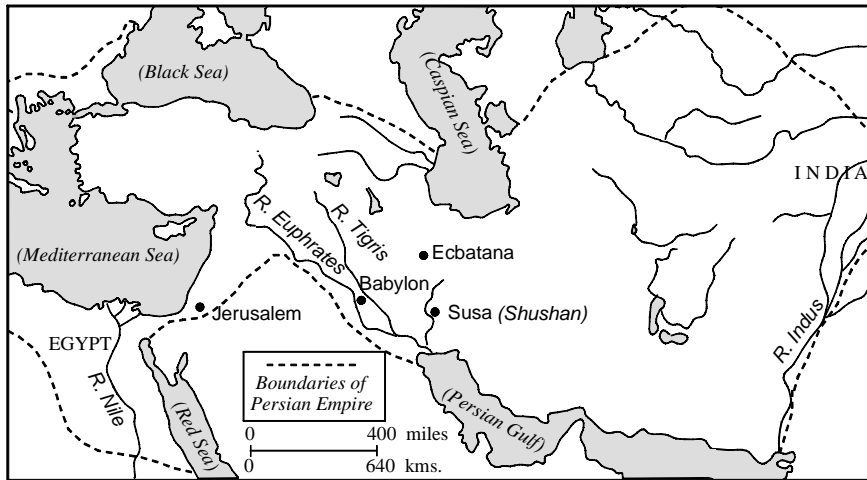 (Black Sea)
(Caspian Sea)
INDIA
R. Euphrates
R. Tigris
(Mediterranean Sea)
Ecbatana
Babylon
Jerusalem
Susa (Shushan)
R. Indus
EGYPT
R. Nile
(Red Sea)
Boundaries of
Persian Empire
(Persian Gulf)
0 400 miles
0 640 kms.